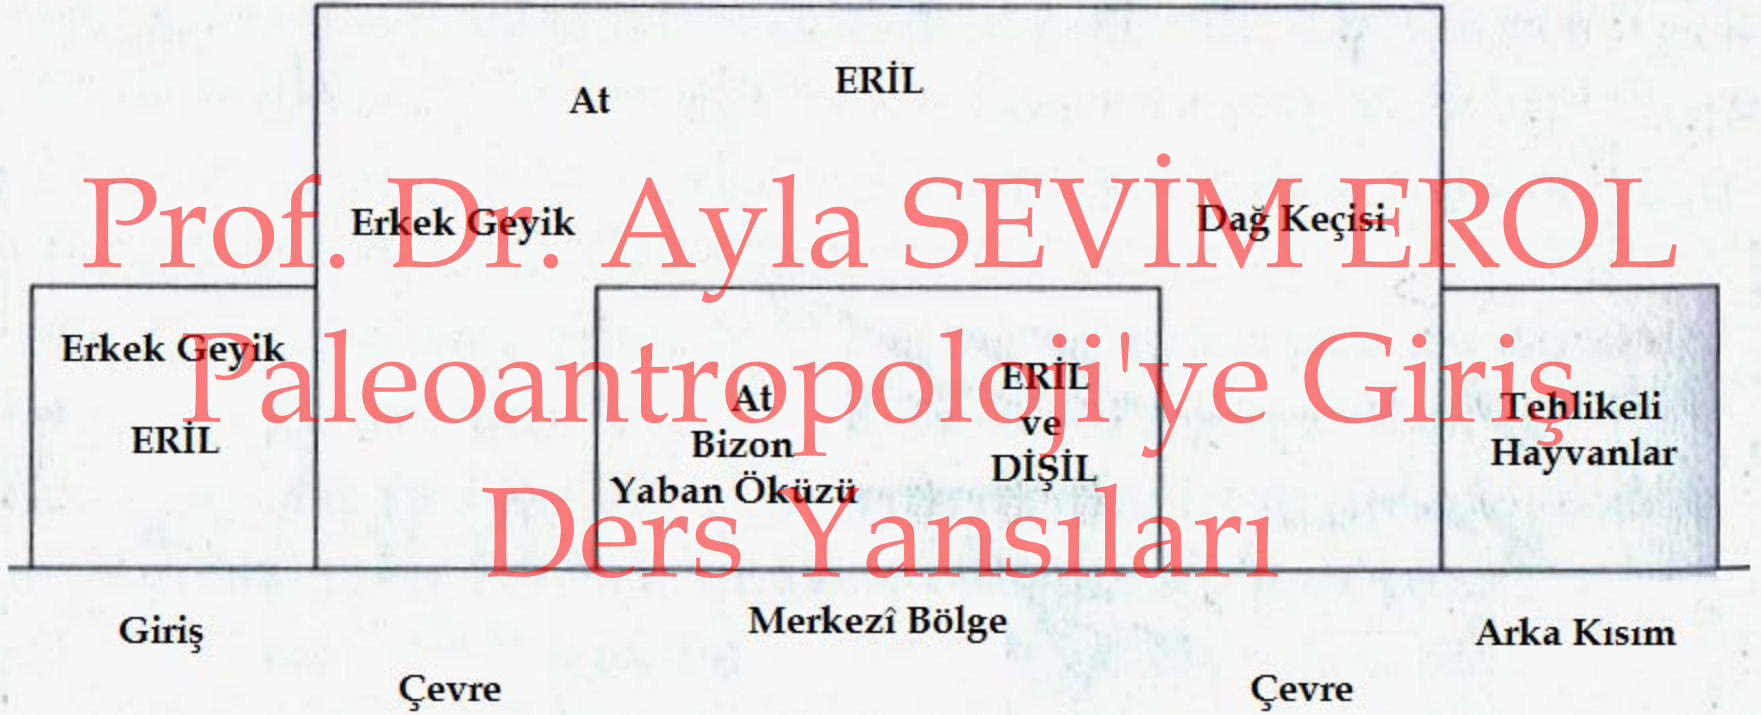 ERİL
At
Prof. Dr. Ayla SEVİM EROL
Erkek Geyik
Dağ Keçisi
Paleoantropoloji'ye Giriş
Erkek Geyik
ERİL
At
Bizon
Yaban Öküzü
ERİL
ve
DİŞİL
Tehlikeli
Hayvanlar
Ders Yansıları
Giriş
Merkezî Bölge
Arka Kısım
Çevre
Çevre